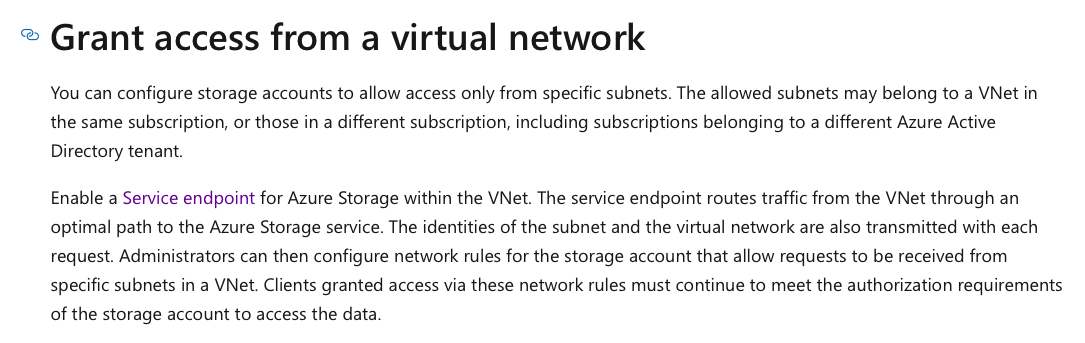 Grant access from a virtual network
You can configure storage accounts to allow access only from specific subnets. The allowed subnets may belong to a VNet in
the same subscription, or those in a different subscription, including subscriptions belonging to a different Azure Active
Directory tenant.
Enable a Service endpoint for Azure Storage within the VNet. The service endpoint routes traffic from the VNet through an
optimal path to the Azure Storage service. The identities of the subnet and the virtual network are also transmitted with each
request. Administrators can then configure network rules for the storage account that allow requests to be received from
specific subnets in a VNet. Clients granted access via these network rules must continue to meet the authorization requirements
of the storage account to access the data.